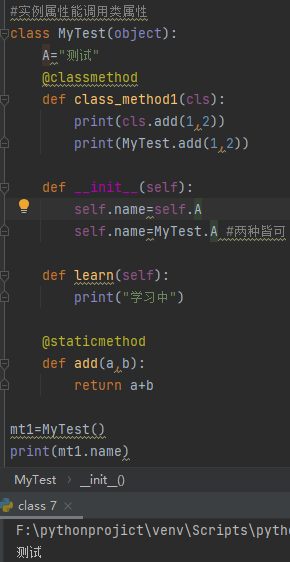 #实例属性能调用类属性
class MyTest(object):
    A="测试"
    @classmethod
    def class_method1(cls):
        print(cls.add(1,2))
        print(MyTest.add(1,2))

    def __init__(self):
        self.name=self.A
        self.name=MyTest.A #两种皆可

    def learn(self):
        print("学习中")

    @staticmethod
    def add(a,b):
        return a+b

mt1=MyTest()
print(mt1.name)
MyTest › __init__()
class 7 ×
F:\pythonprojict\venv\Scripts\pytho
测试